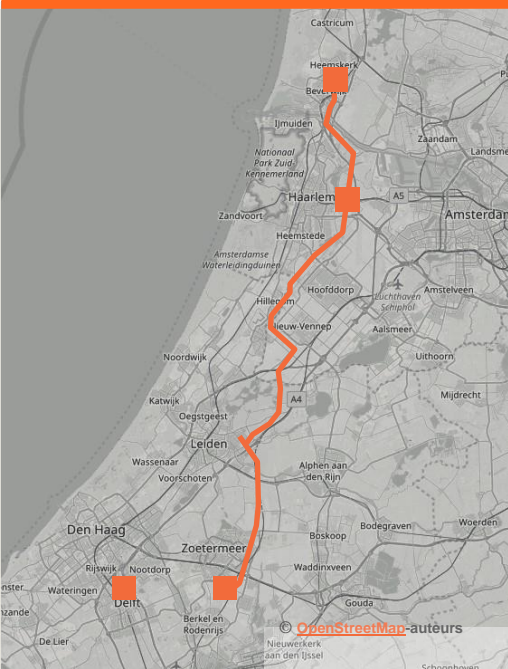 Castricum
Heemskerk
IJmuiden
Zaandam
Nationaal
Park Zuid-
Kennemerland
Landsme
Haarlem
A5
Zandvoort
Amsterdam
Heemstede
Amsterdamse
Waterleidingduinen
Hoofddorp
Luchthaven
Schiphol
Amstelveen
Hillegom
Nieuw-Vennep
Aalsmeer
Noordwijk
Uithoorn
Katwijk
A4
Mijdrecht
Oegstgeest
Leiden
Wassenaar
Alphen aan
den Rijn
Voorschoten
Den Haag
Bodegraven
Woerden
Zoetermeer
Boskoop
Rijswijk
Nootdorp
Waddinxveen
Wateringen
Delft
Gouda
Berkel en
Rodenrijs
© OpenStreetMap-auteurs
De Lier
Nieuwerkerk
aan den IJssel
Schoonhoven